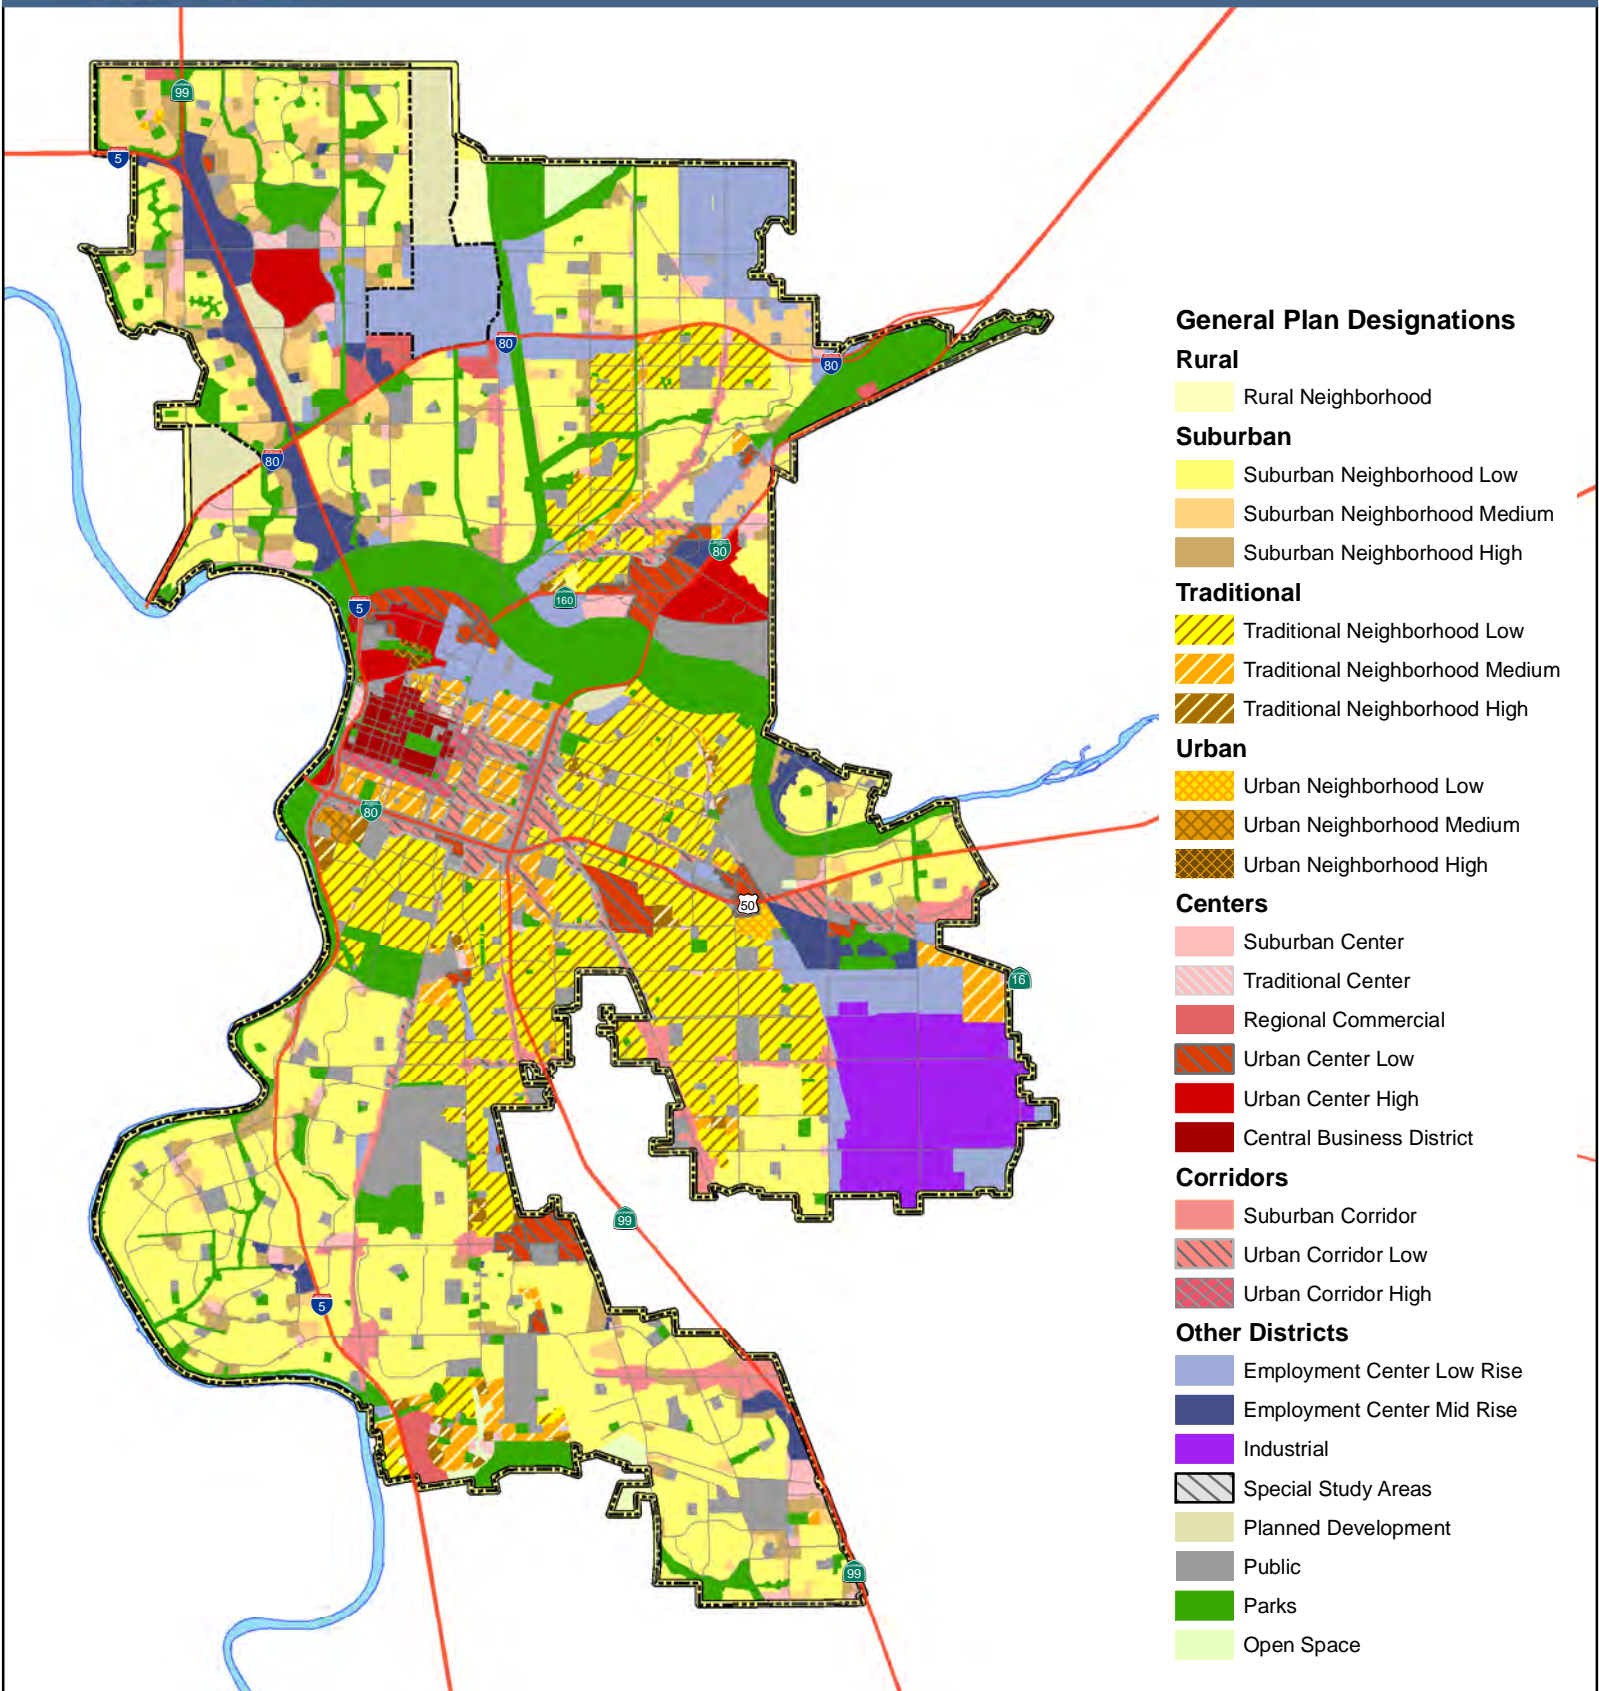 99
5
80
80
80
80
160
5
80
50
16
99
5
99
General Plan Designations
Rural
Rural Neighborhood
Suburban
Suburban Neighborhood Low
Suburban Neighborhood Medium
Suburban Neighborhood High
Traditional
Traditional Neighborhood Low
Traditional Neighborhood Medium
Traditional Neighborhood High
Urban
Urban Neighborhood Low
Urban Neighborhood Medium
Urban Neighborhood High
Centers
Suburban Center
Traditional Center
Regional Commercial
Urban Center Low
Urban Center High
Central Business District
Corridors
Suburban Corridor
Urban Corridor Low
Urban Corridor High
Other Districts
Employment Center Low Rise
Employment Center Mid Rise
Industrial
Special Study Areas
Planned Development
Public
Parks
Open Space